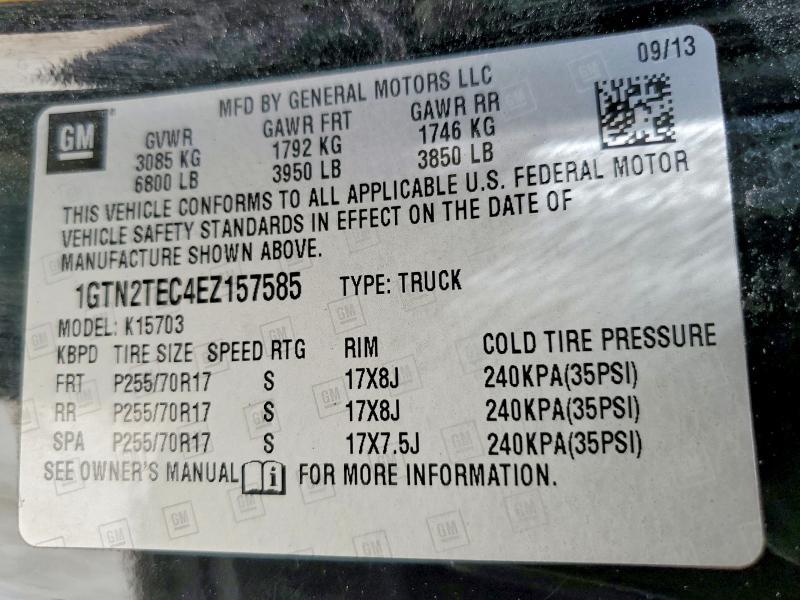 09/13
MFD BY GENERAL MOTORS LLC
GM
GVWR GAWR FRT GAWR RR
3085 KG 1792 KG 1746 KG
6800 LB 3950 LB 3850 LB
THIS VEHICLE CONFORMS TO ALL APPLICABLE U.S. FEDERAL MOTOR
VEHICLE SAFETY STANDARDS IN EFFECT ON THE DATE OF
MANUFACTURE SHOWN ABOVE.
1GTN2TEC4EZ157585 TYPE: TRUCK
MODEL: K15703
KBPD TIRE SIZE SPEED RTG RIM COLD TIRE PRESSURE
FRT P255/70R17 S 17X8J 240KPA(35PSI)
RR P255/70R17 S 17X8J 240KPA(35PSI)
SPA P255/70R17 S 17X7.5J 240KPA(35PSI)
SEE OWNER'S MANUAL i FOR MORE INFORMATION.